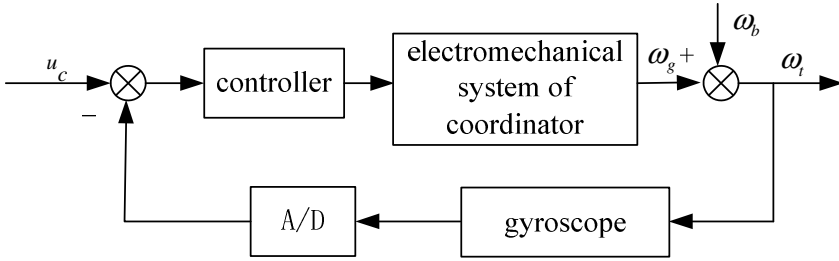 ω_b
u_c
−
controller
electromechanical
system of
coordinator
ω_g +
ω_t
A/D
gyroscope